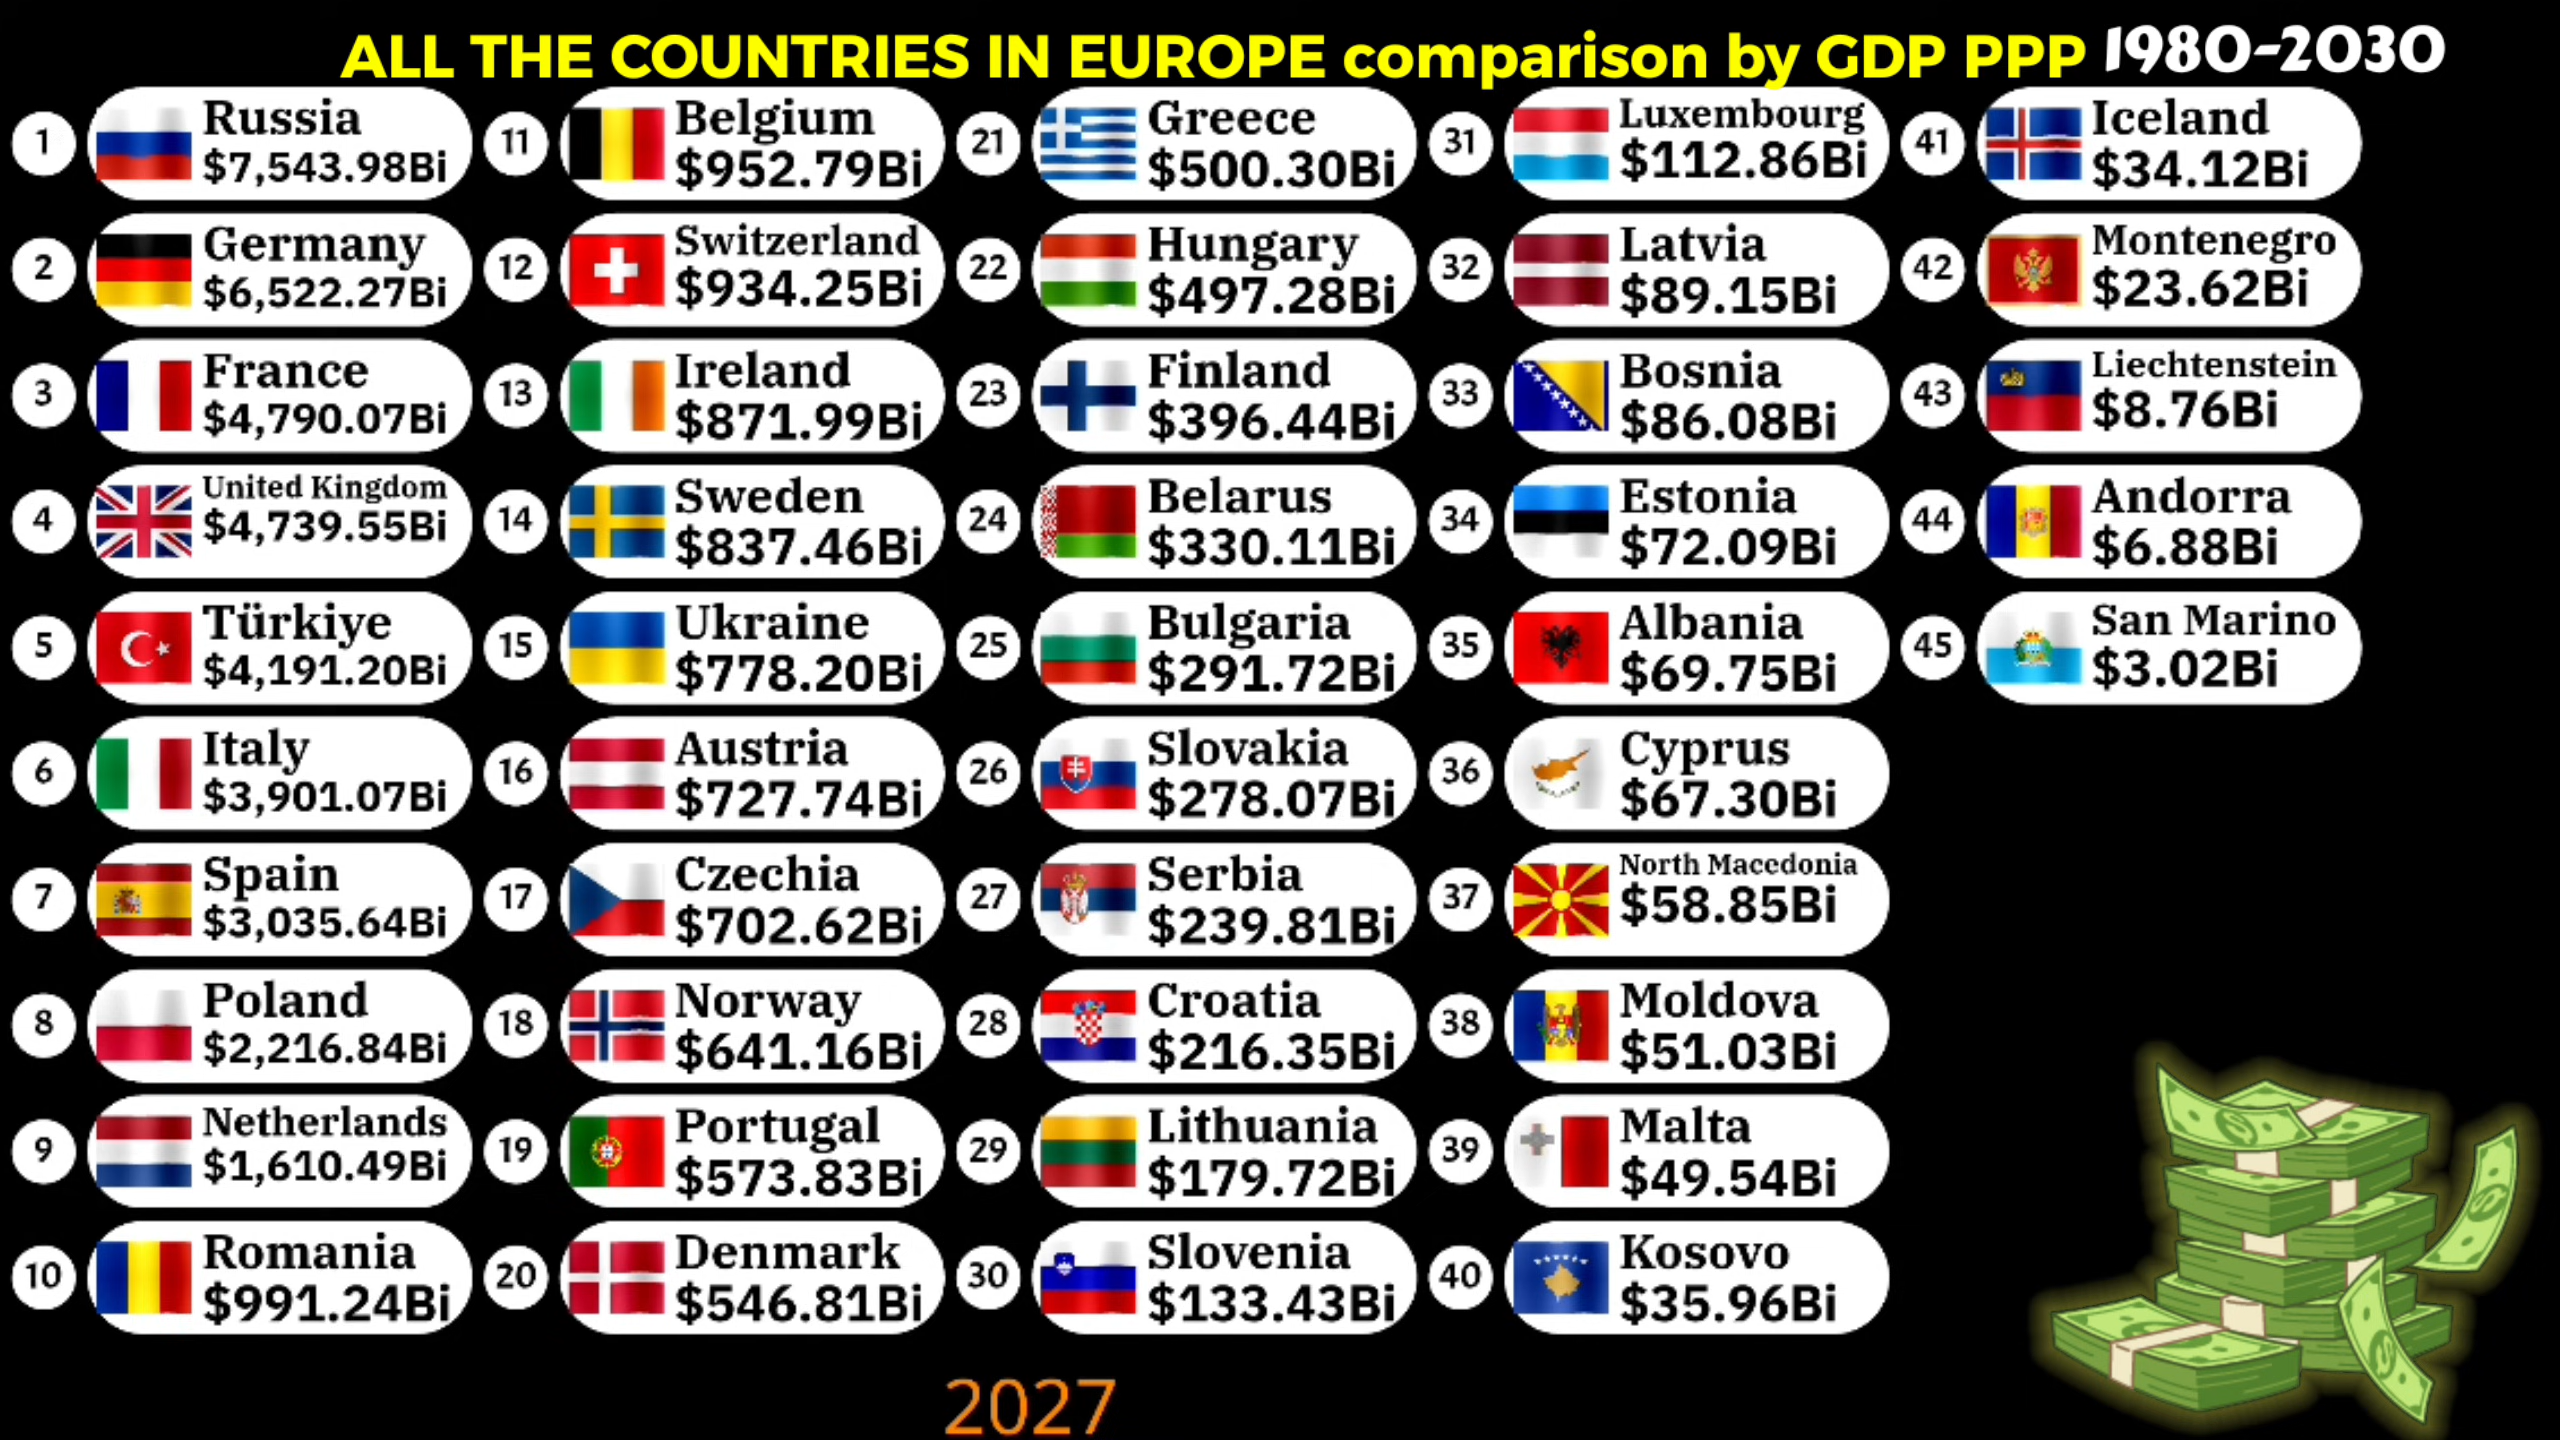 ALL THE COUNTRIES IN EUROPE comparison by GDP PPP 1980-2030
1
Russia
$7,543.98Bi
2
Germany
$6,522.27Bi
3
France
$4,790.07Bi
4
United Kingdom
$4,739.55Bi
5
Türkiye
$4,191.20Bi
6
Italy
$3,901.07Bi
7
Spain
$3,035.64Bi
8
Poland
$2,216.84Bi
9
Netherlands
$1,610.49Bi
10
Romania
$991.24Bi
11
Belgium
$952.79Bi
12
Switzerland
$934.25Bi
13
Ireland
$871.99Bi
14
Sweden
$837.46Bi
15
Ukraine
$778.20Bi
16
Austria
$727.74Bi
17
Czechia
$702.62Bi
18
Norway
$641.16Bi
19
Portugal
$573.83Bi
20
Denmark
$546.81Bi
21
Greece
$500.30Bi
22
Hungary
$497.28Bi
23
Finland
$396.44Bi
24
Belarus
$330.11Bi
25
Bulgaria
$291.72Bi
26
Slovakia
$278.07Bi
27
Serbia
$239.81Bi
28
Croatia
$216.35Bi
29
Lithuania
$179.72Bi
30
Slovenia
$133.43Bi
31
Luxembourg
$112.86Bi
32
Latvia
$89.15Bi
33
Bosnia
$86.08Bi
34
Estonia
$72.09Bi
35
Albania
$69.75Bi
36
Cyprus
$67.30Bi
37
North Macedonia
$58.85Bi
38
Moldova
$51.03Bi
39
Malta
$49.54Bi
40
Kosovo
$35.96Bi
41
Iceland
$34.12Bi
42
Montenegro
$23.62Bi
43
Liechtenstein
$8.76Bi
44
Andorra
$6.88Bi
45
San Marino
$3.02Bi
2027